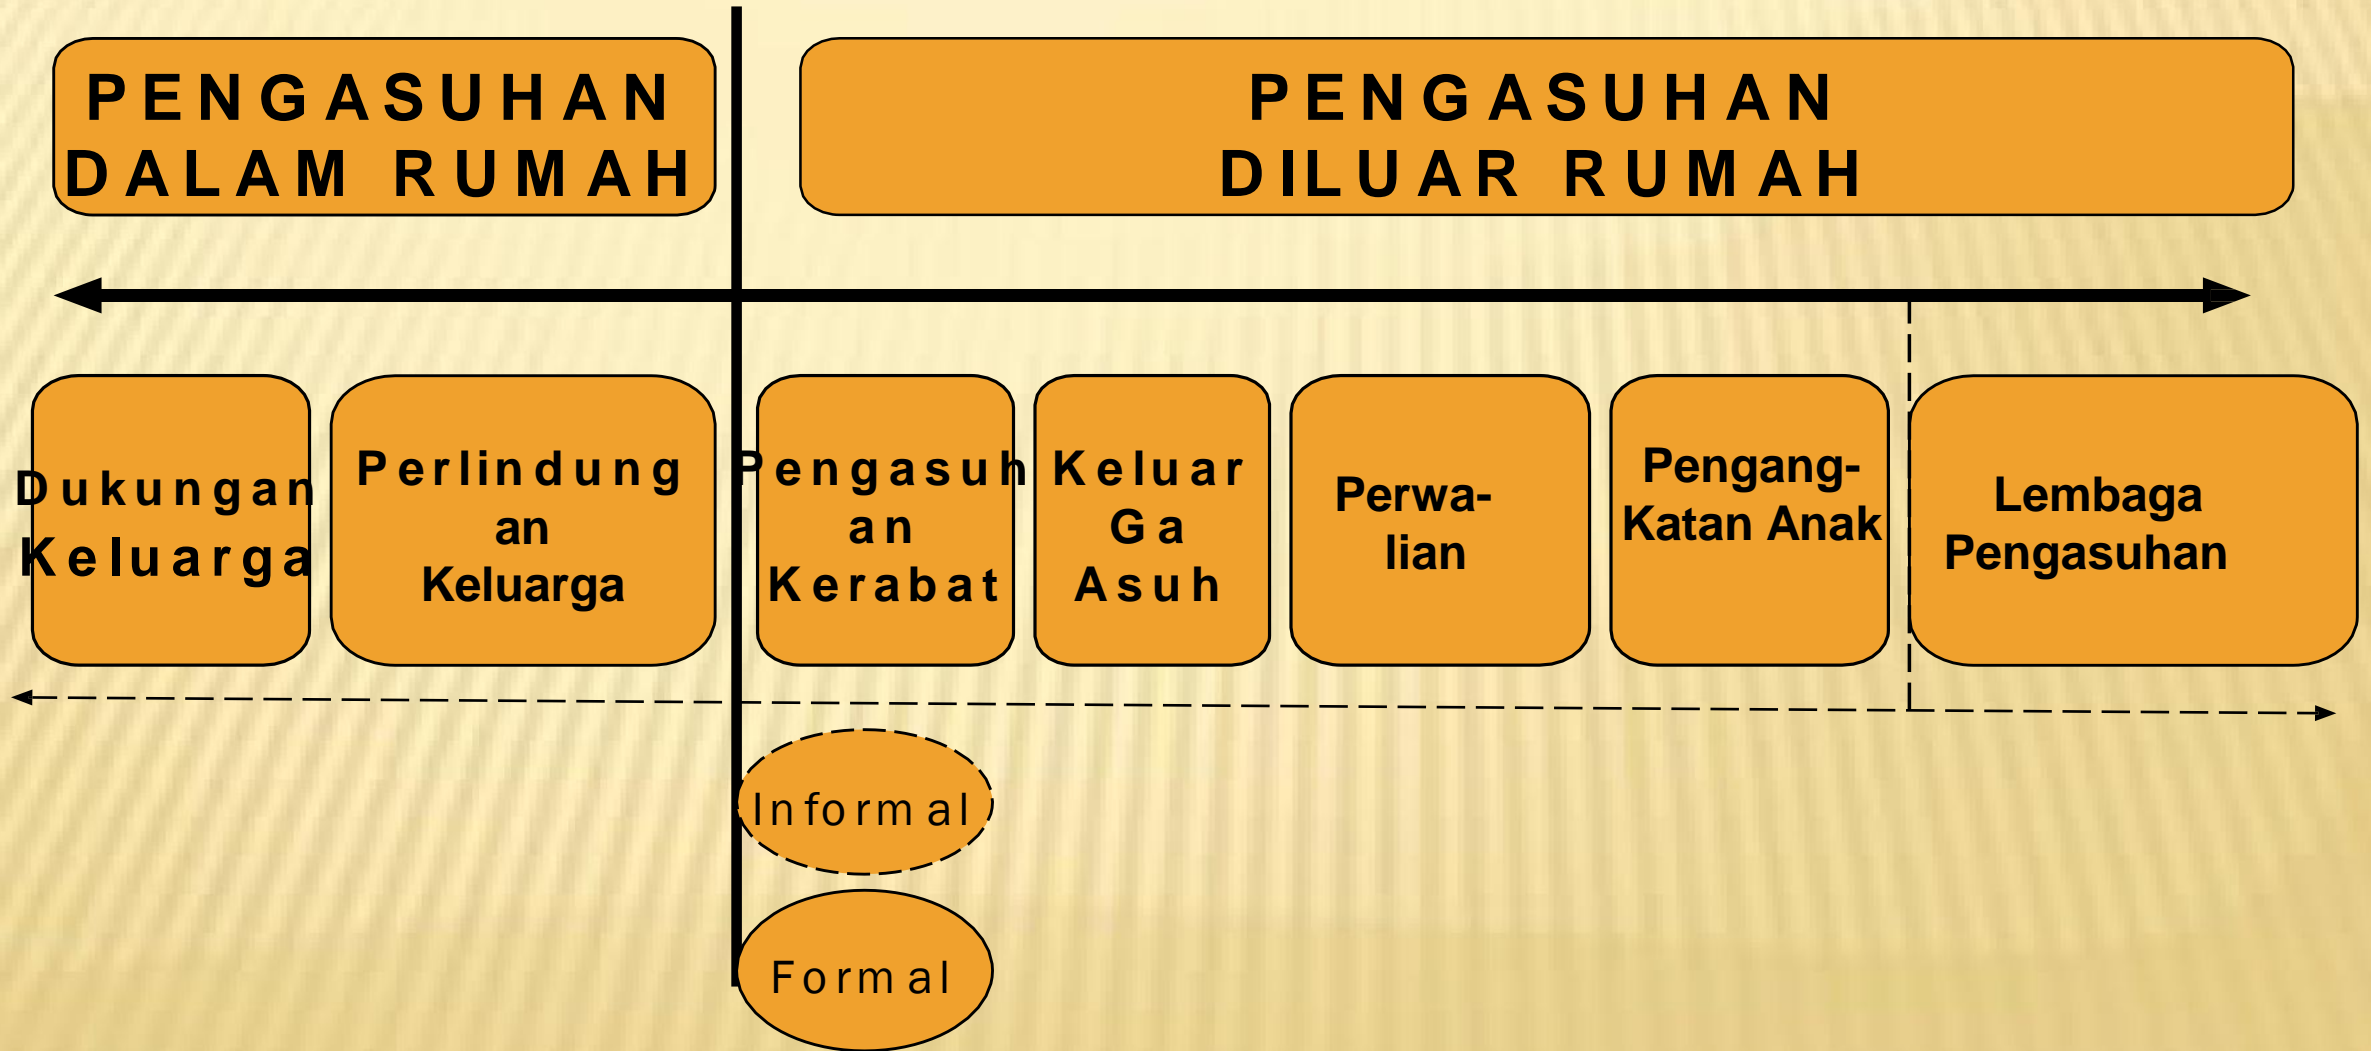 PENGASUHAN
DALAM RUMAH
PENGASUHAN
DILUAR RUMAH
Dukungan
Keluarga
Perlindung
an
Keluarga
Pengasuh
an
Kerabat
Keluar
Ga
Asuh
Perwa-
lian
Pengang-
Katan Anak
Lembaga
Pengasuhan
Informal
Formal